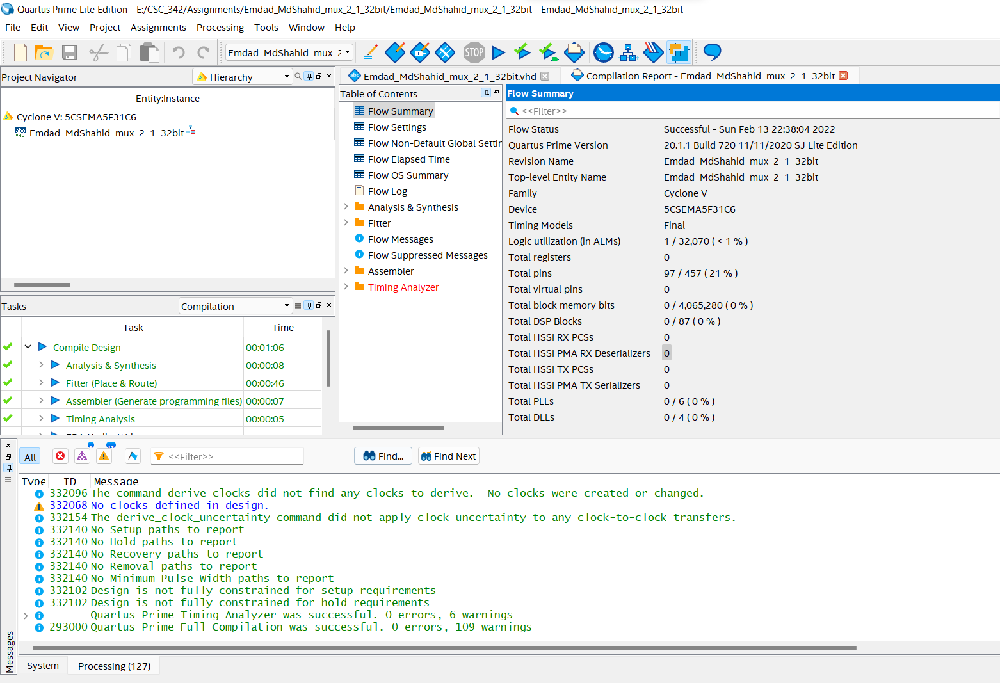 Quartus Prime Lite Edition - E:/CSC_342/Assignments/Emdad_MdShahid_mux_2_1_32bit/Emdad_MdShahid_mux_2_1_32bit - Emdad_MdShahid_mux_2_1_32bit
File Edit View Project Assignments Processing Tools Window Help
Emdad_MdShahid_mux_2
STOP
Project Navigator
Hierarchy
Entity:Instance
Cyclone V: 5CSEMA5F31C6
abc VHD Emdad_MdShahid_mux_2_1_32bit
Tasks
Compilation
Task Time
Compile Design 00:01:06
Analysis & Synthesis 00:00:08
Fitter (Place & Route) 00:00:46
Assembler (Generate programming files) 00:00:07
Timing Analysis 00:00:05
abc Emdad_MdShahid_mux_2_1_32bit.vhd
Compilation Report - Emdad_MdShahid_mux_2_1_32bit
Table of Contents
Flow Summary
Flow Settings
Flow Non-Default Global Settin
Flow Elapsed Time
Flow OS Summary
Flow Log
Analysis & Synthesis
Fitter
Flow Messages
Flow Suppressed Messages
Assembler
Timing Analyzer
Flow Summary
<<Filter>>
Flow Status Successful - Sun Feb 13 22:38:04 2022
Quartus Prime Version 20.1.1 Build 720 11/11/2020 SJ Lite Edition
Revision Name Emdad_MdShahid_mux_2_1_32bit
Top-level Entity Name Emdad_MdShahid_mux_2_1_32bit
Family Cyclone V
Device 5CSEMA5F31C6
Timing Models Final
Logic utilization (in ALMs) 1 / 32,070 ( < 1 % )
Total registers 0
Total pins 97 / 457 ( 21 % )
Total virtual pins 0
Total block memory bits 0 / 4,065,280 ( 0 % )
Total DSP Blocks 0 / 87 ( 0 % )
Total HSSI RX PCSs 0
Total HSSI PMA RX Deserializers 0
Total HSSI TX PCSs 0
Total HSSI PMA TX Serializers 0
Total PLLs 0 / 6 ( 0 % )
Total DLLs 0 / 4 ( 0 % )
All
<<Filter>>
Find... Find Next
Type ID Message
332096 The command derive_clocks did not find any clocks to derive.  No clocks were created or changed.
332068 No clocks defined in design.
332154 The derive_clock_uncertainty command did not apply clock uncertainty to any clock-to-clock transfers.
332140 No Setup paths to report
332140 No Hold paths to report
332140 No Recovery paths to report
332140 No Removal paths to report
332140 No Minimum Pulse Width paths to report
332102 Design is not fully constrained for setup requirements
332102 Design is not fully constrained for hold requirements
Quartus Prime Timing Analyzer was successful. 0 errors, 6 warnings
293000 Quartus Prime Full Compilation was successful. 0 errors, 109 warnings
Messages
System Processing (127)